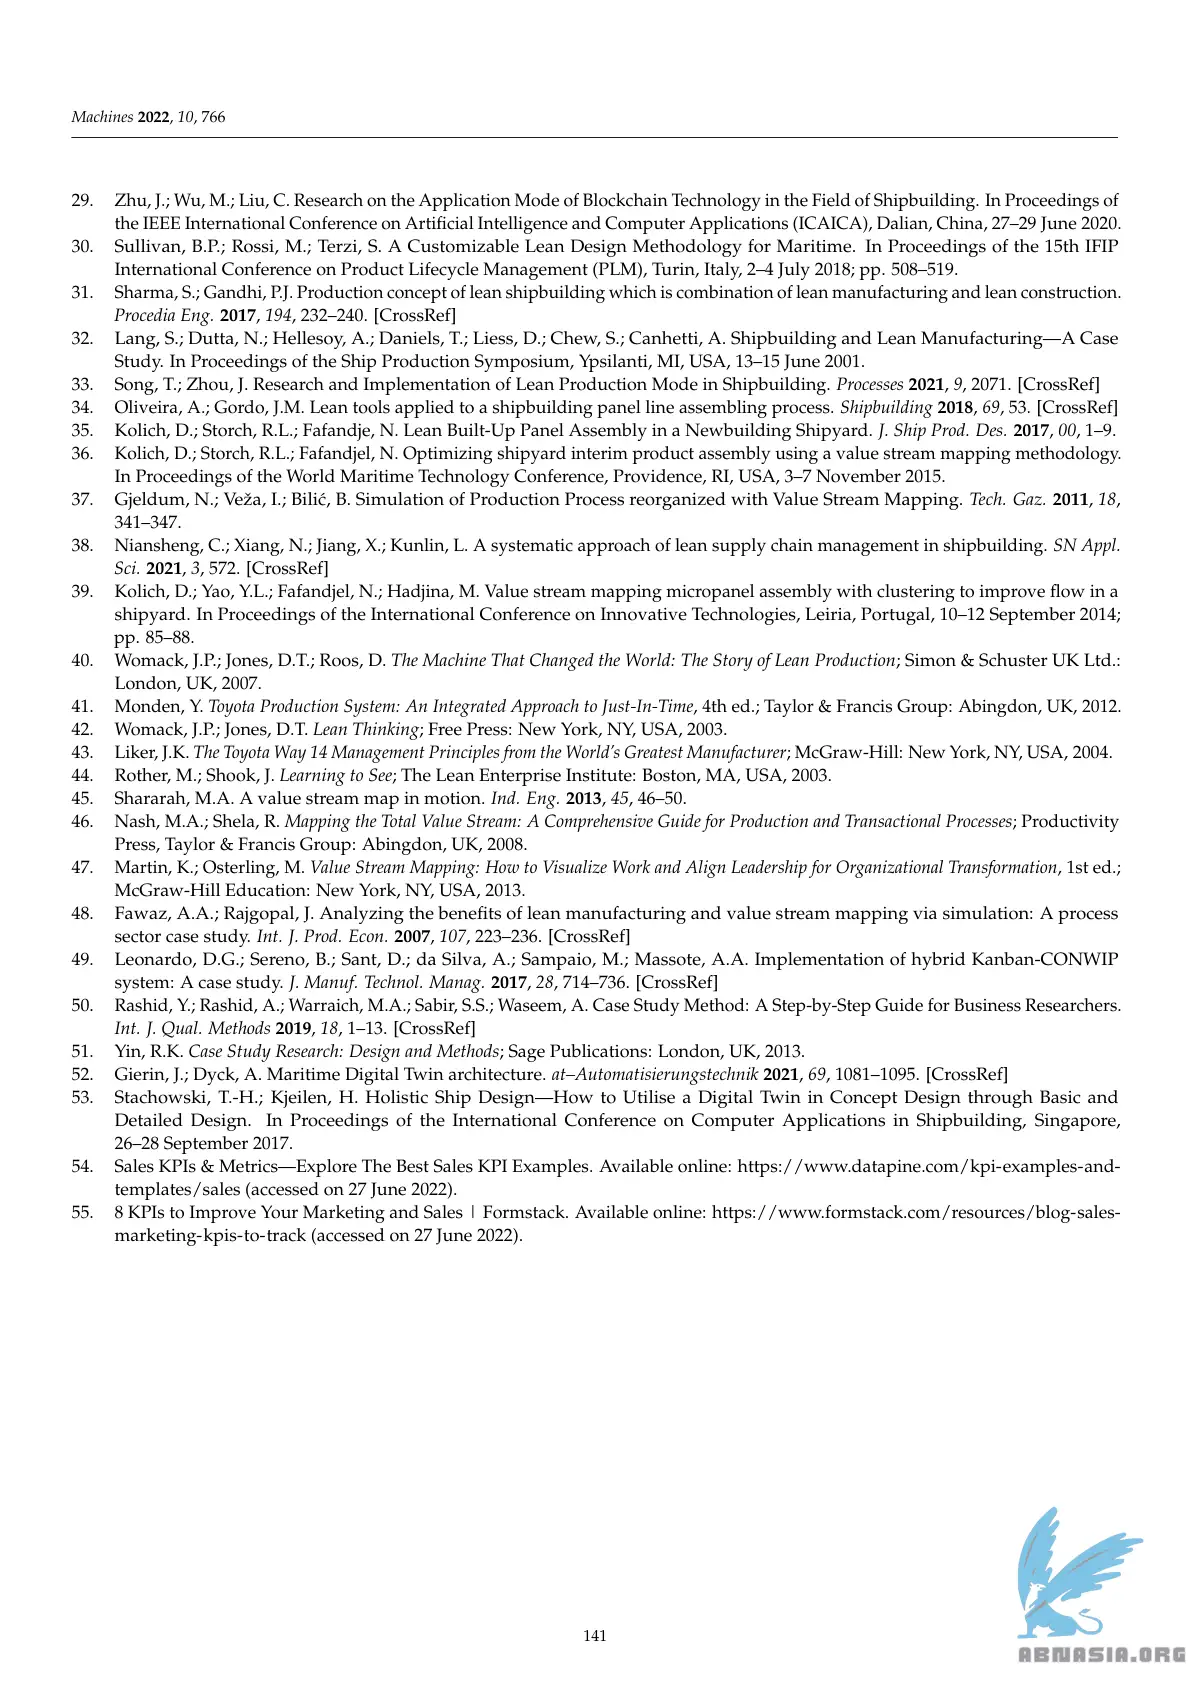 Machines 2022, 10, 766
29. Zhu, J.; Wu, M.; Liu, C. Research on the Application Mode of Blockchain Technology in the Field of Shipbuilding. In Proceedings of
the IEEE International Conference on Artificial Intelligence and Computer Applications (ICAICA), Dalian, China, 27–29 June 2020.
30. Sullivan, B.P.; Rossi, M.; Terzi, S. A Customizable Lean Design Methodology for Maritime. In Proceedings of the 15th IFIP
International Conference on Product Lifecycle Management (PLM), Turin, Italy, 2–4 July 2018; pp. 508–519.
31. Sharma, S.; Gandhi, P.J. Production concept of lean shipbuilding which is combination of lean manufacturing and lean construction.
Procedia Eng. 2017, 194, 232–240. [CrossRef]
32. Lang, S.; Dutta, N.; Hellesoy, A.; Daniels, T.; Liess, D.; Chew, S.; Canhetti, A. Shipbuilding and Lean Manufacturing—A Case
Study. In Proceedings of the Ship Production Symposium, Ypsilanti, MI, USA, 13–15 June 2001.
33. Song, T.; Zhou, J. Research and Implementation of Lean Production Mode in Shipbuilding. Processes 2021, 9, 2071. [CrossRef]
34. Oliveira, A.; Gordo, J.M. Lean tools applied to a shipbuilding panel line assembling process. Shipbuilding 2018, 69, 53. [CrossRef]
35. Kolich, D.; Storch, R.L.; Fafandje, N. Lean Built-Up Panel Assembly in a Newbuilding Shipyard. J. Ship Prod. Des. 2017, 00, 1–9.
36. Kolich, D.; Storch, R.L.; Fafandjel, N. Optimizing shipyard interim product assembly using a value stream mapping methodology.
In Proceedings of the World Maritime Technology Conference, Providence, RI, USA, 3–7 November 2015.
37. Gjeldum, N.; Veža, I.; Bilić, B. Simulation of Production Process reorganized with Value Stream Mapping. Tech. Gaz. 2011, 18,
341–347.
38. Niansheng, C.; Xiang, N.; Jiang, X.; Kunlin, L. A systematic approach of lean supply chain management in shipbuilding. SN Appl.
Sci. 2021, 3, 572. [CrossRef]
39. Kolich, D.; Yao, Y.L.; Fafandjel, N.; Hadjina, M. Value stream mapping micropanel assembly with clustering to improve flow in a
shipyard. In Proceedings of the International Conference on Innovative Technologies, Leiria, Portugal, 10–12 September 2014;
pp. 85–88.
40. Womack, J.P.; Jones, D.T.; Roos, D. The Machine That Changed the World: The Story of Lean Production; Simon & Schuster UK Ltd.:
London, UK, 2007.
41. Monden, Y. Toyota Production System: An Integrated Approach to Just-In-Time, 4th ed.; Taylor & Francis Group: Abingdon, UK, 2012.
42. Womack, J.P.; Jones, D.T. Lean Thinking; Free Press: New York, NY, USA, 2003.
43. Liker, J.K. The Toyota Way 14 Management Principles from the World’s Greatest Manufacturer; McGraw-Hill: New York, NY, USA, 2004.
44. Rother, M.; Shook, J. Learning to See; The Lean Enterprise Institute: Boston, MA, USA, 2003.
45. Shararah, M.A. A value stream map in motion. Ind. Eng. 2013, 45, 46–50.
46. Nash, M.A.; Shela, R. Mapping the Total Value Stream: A Comprehensive Guide for Production and Transactional Processes; Productivity
Press, Taylor & Francis Group: Abingdon, UK, 2008.
47. Martin, K.; Osterling, M. Value Stream Mapping: How to Visualize Work and Align Leadership for Organizational Transformation, 1st ed.;
McGraw-Hill Education: New York, NY, USA, 2013.
48. Fawaz, A.A.; Rajgopal, J. Analyzing the benefits of lean manufacturing and value stream mapping via simulation: A process
sector case study. Int. J. Prod. Econ. 2007, 107, 223–236. [CrossRef]
49. Leonardo, D.G.; Sereno, B.; Sant, D.; da Silva, A.; Sampaio, M.; Massote, A.A. Implementation of hybrid Kanban-CONWIP
system: A case study. J. Manuf. Technol. Manag. 2017, 28, 714–736. [CrossRef]
50. Rashid, Y.; Rashid, A.; Warraich, M.A.; Sabir, S.S.; Waseem, A. Case Study Method: A Step-by-Step Guide for Business Researchers.
Int. J. Qual. Methods 2019, 18, 1–13. [CrossRef]
51. Yin, R.K. Case Study Research: Design and Methods; Sage Publications: London, UK, 2013.
52. Gierin, J.; Dyck, A. Maritime Digital Twin architecture. at–Automatisierungstechnik 2021, 69, 1081–1095. [CrossRef]
53. Stachowski, T.-H.; Kjeilen, H. Holistic Ship Design—How to Utilise a Digital Twin in Concept Design through Basic and
Detailed Design. In Proceedings of the International Conference on Computer Applications in Shipbuilding, Singapore,
26–28 September 2017.
54. Sales KPIs & Metrics—Explore The Best Sales KPI Examples. Available online: https://www.datapine.com/kpi-examples-and-
templates/sales (accessed on 27 June 2022).
55. 8 KPIs to Improve Your Marketing and Sales | Formstack. Available online: https://www.formstack.com/resources/blog-sales-
marketing-kpis-to-track (accessed on 27 June 2022).
141
ABNASIA.ORG